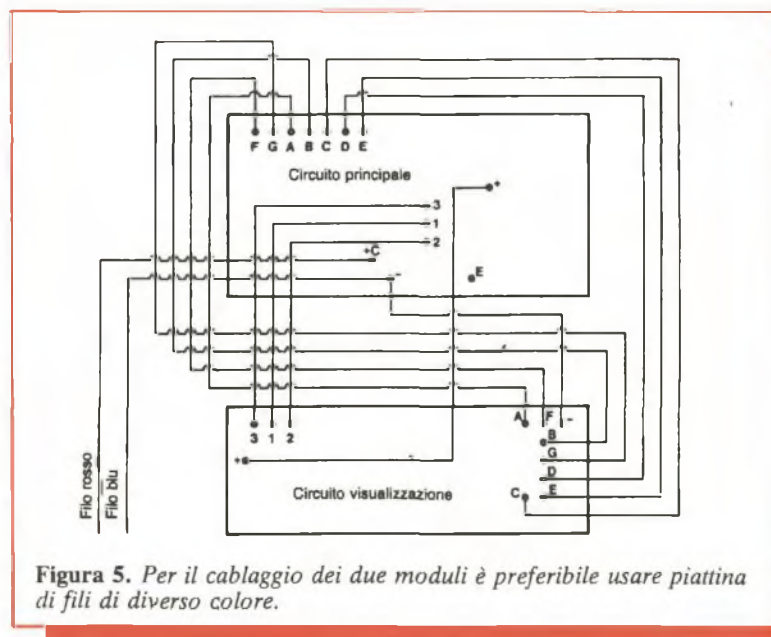 F G A B C D E
Circuito principale
+
3
1
2
+C
-
E
3 1 2
A F -
B
G
D
C E
+
Circuito visualizzazione
Filo rosso
Filo blu
Figura 5. Per il cablaggio dei due moduli è preferibile usare piattina
di fili di diverso colore.